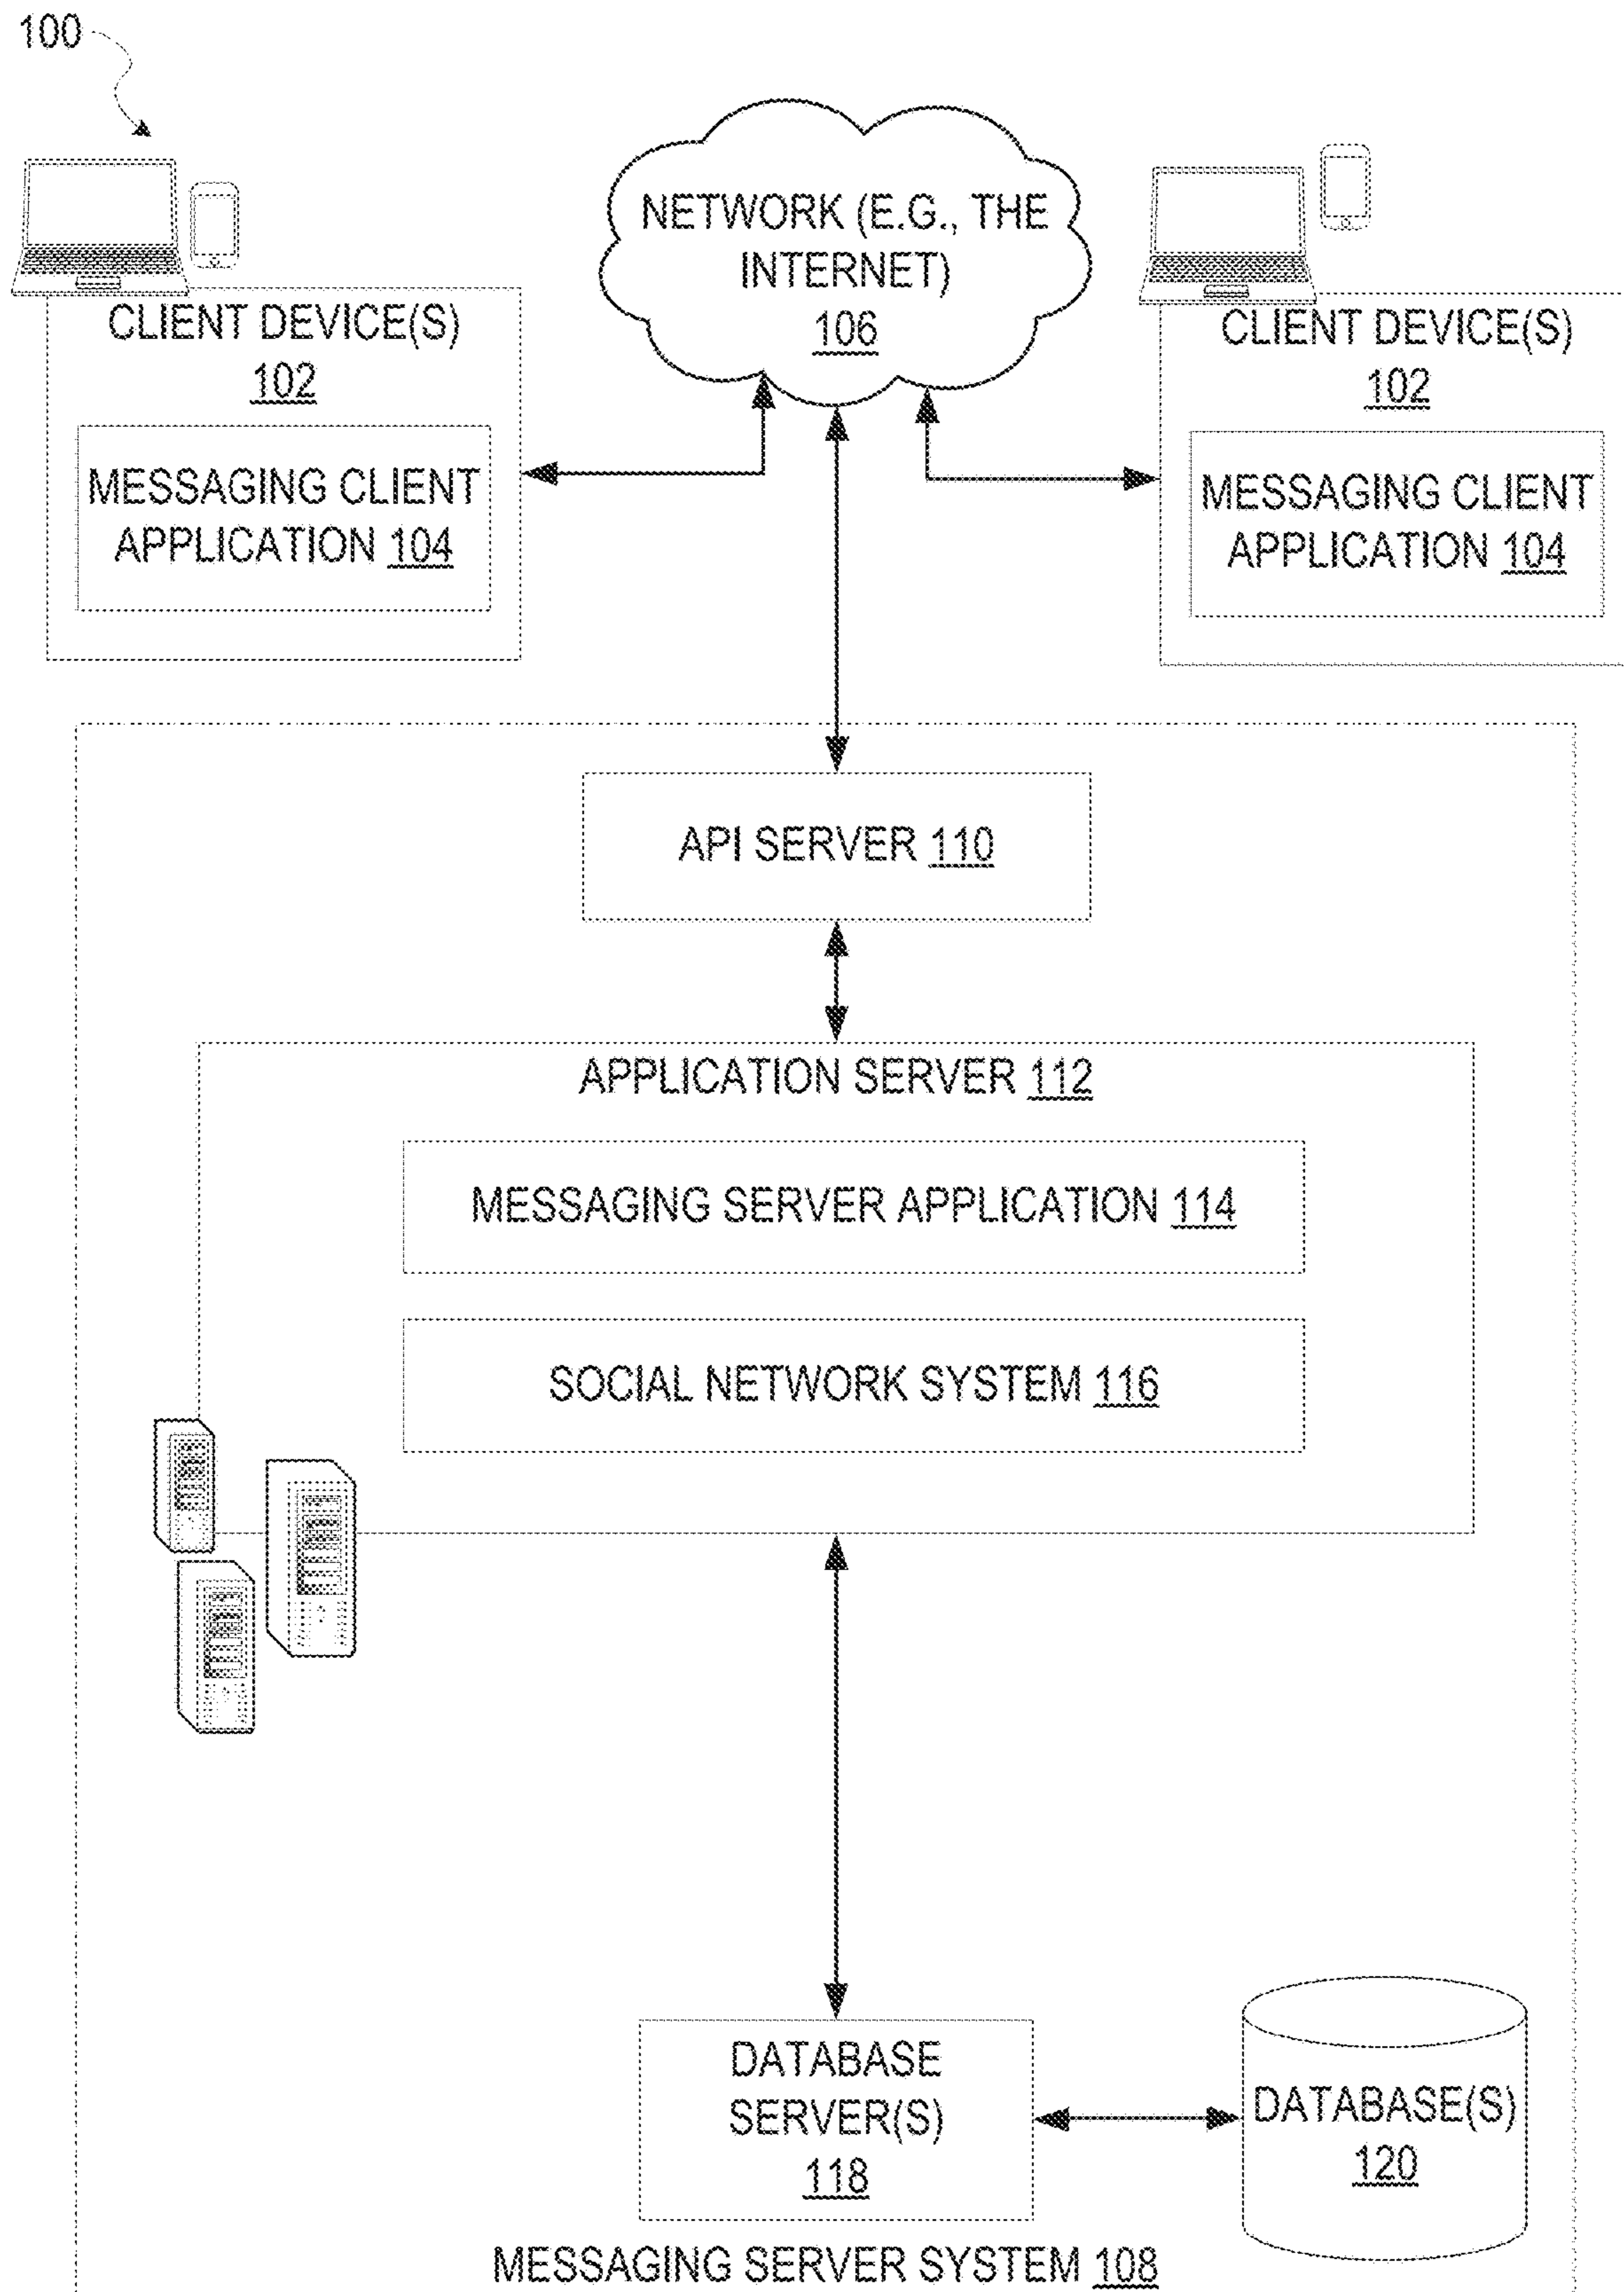 100
NETWORK (E.G., THE
INTERNET)
106
CLIENT DEVICE(S)
102
MESSAGING CLIENT
APPLICATION 104
CLIENT DEVICE(S)
102
MESSAGING CLIENT
APPLICATION 104
API SERVER 110
APPLICATION SERVER 112
MESSAGING SERVER APPLICATION 114
SOCIAL NETWORK SYSTEM 116
DATABASE
SERVER(S)
118
DATABASE(S)
120
MESSAGING SERVER SYSTEM 108